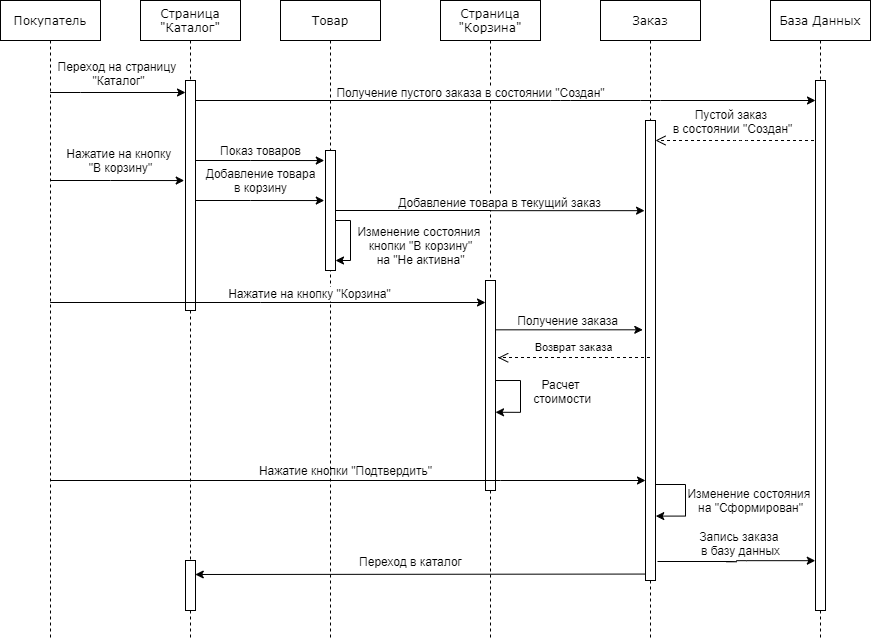 Покупатель
Страница
"Каталог"
Товар
Страница
"Корзина"
Заказ
База Данных
Переход на страницу
"Каталог"
Получение пустого заказа в состоянии "Создан"
Пустой заказ
в состоянии "Создан"
Нажатие на кнопку
"В корзину"
Показ товаров
Добавление товара
в корзину
Добавление товара в текущий заказ
Изменение состояния
кнопки "В корзину"
на "Не активна"
Нажатие на кнопку "Корзина"
Получение заказа
Возврат заказа
Расчет
стоимости
Нажатие кнопки "Подтвердить"
Изменение состояния
на "Сформирован"
Запись заказа
в базу данных
Переход в каталог